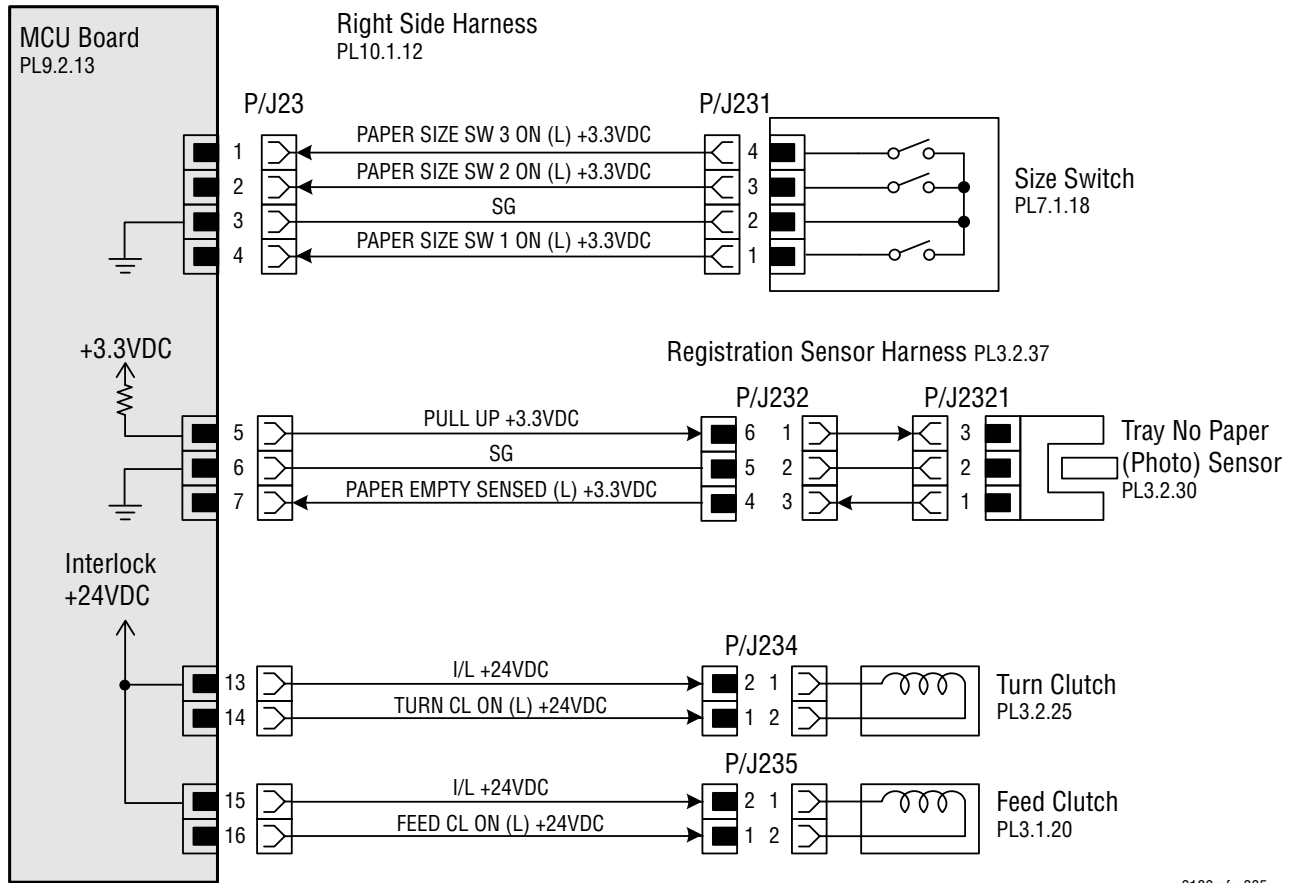 MCU Board
PL9.2.13
Right Side Harness
PL10.1.12
P/J23
P/J231
1 PAPER SIZE SW 3 ON (L) +3.3VDC 4
2 PAPER SIZE SW 2 ON (L) +3.3VDC 3
3 SG 2
4 PAPER SIZE SW 1 ON (L) +3.3VDC 1
Size Switch
PL7.1.18
+3.3VDC
Registration Sensor Harness PL3.2.37
P/J232
P/J2321
5 PULL UP +3.3VDC 6 1 3
6 SG 5 2 2
7 PAPER EMPTY SENSED (L) +3.3VDC 4 3 1
Tray No Paper
(Photo) Sensor
PL3.2.30
Interlock
+24VDC
P/J234
13 I/L +24VDC 2 1
14 TURN CL ON (L) +24VDC 1 2
Turn Clutch
PL3.2.25
P/J235
15 I/L +24VDC 2 1
16 FEED CL ON (L) +24VDC 1 2
Feed Clutch
PL3.1.20